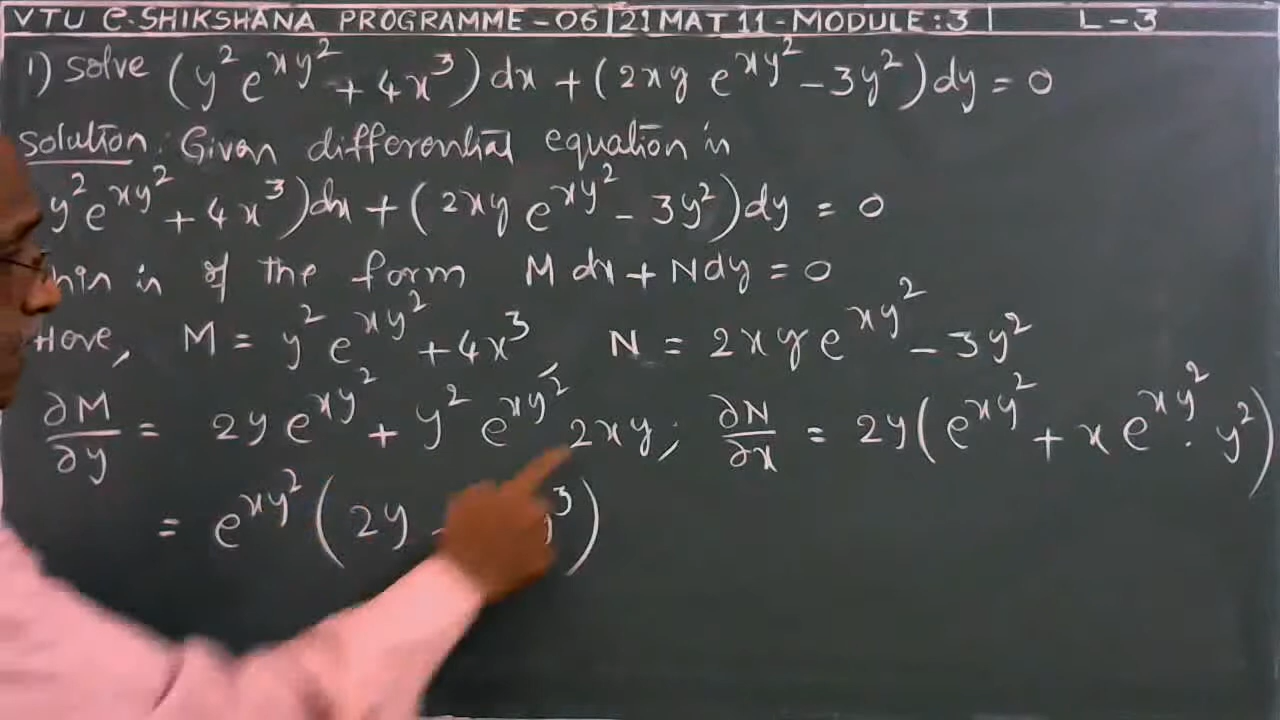 VTU e-SHIKSHANA PROGRAMME-06 | 21MAT11-MODULE:3 | L-3
1) Solve (y²e^{xy²} + 4x³)dx + (2xy e^{xy²} - 3y²)dy = 0
Solution: Given differential equation is
y²e^{xy²} + 4x³)dx + (2xy e^{xy²} - 3y²)dy = 0
his is of the form M dx + N dy = 0
Here, M = y²e^{xy²} + 4x³, N = 2xye^{xy²} - 3y²
∂M/∂y = 2ye^{xy²} + y² e^{xy²} 2xy; ∂N/∂x = 2y(e^{xy²} + x e^{xy²}. y²)
= e^{xy²} (2y y³)